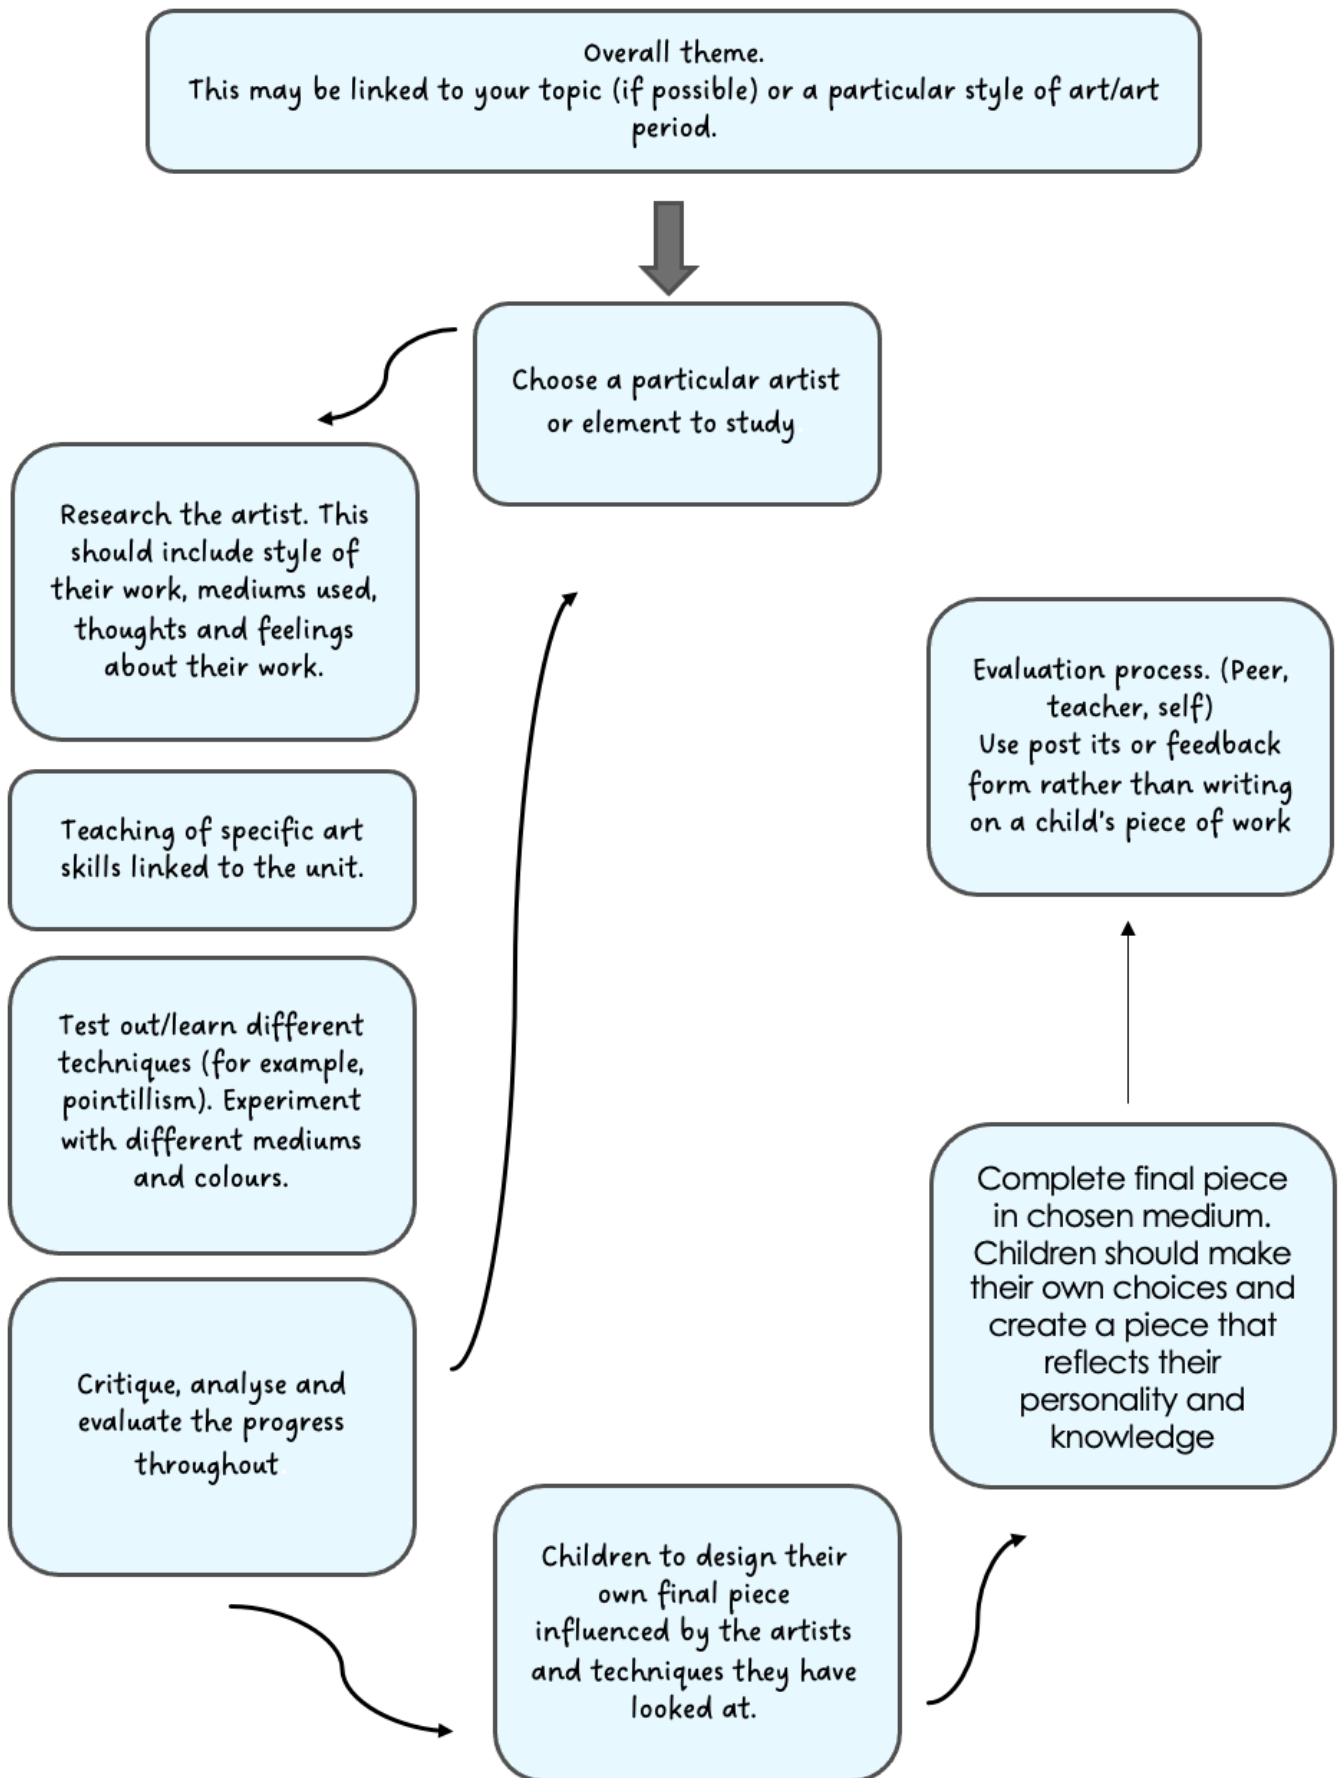 Overall theme.
This may be linked to your topic (if possible) or a particular style of art/art
period.
Choose a particular artist
or element to study.
Research the artist. This
should include style of
their work, mediums used,
thoughts and feelings
about their work.
Teaching of specific art
skills linked to the unit.
Test out/learn different
techniques (for example,
pointillism). Experiment
with different mediums
and colours.
Critique, analyse and
evaluate the progress
throughout.
Children to design their
own final piece
influenced by the artists
and techniques they have
looked at.
Complete final piece
in chosen medium.
Children should make
their own choices and
create a piece that
reflects their
personality and
knowledge
Evaluation process. (Peer,
teacher, self)
Use post its or feedback
form rather than writing
on a child's piece of work